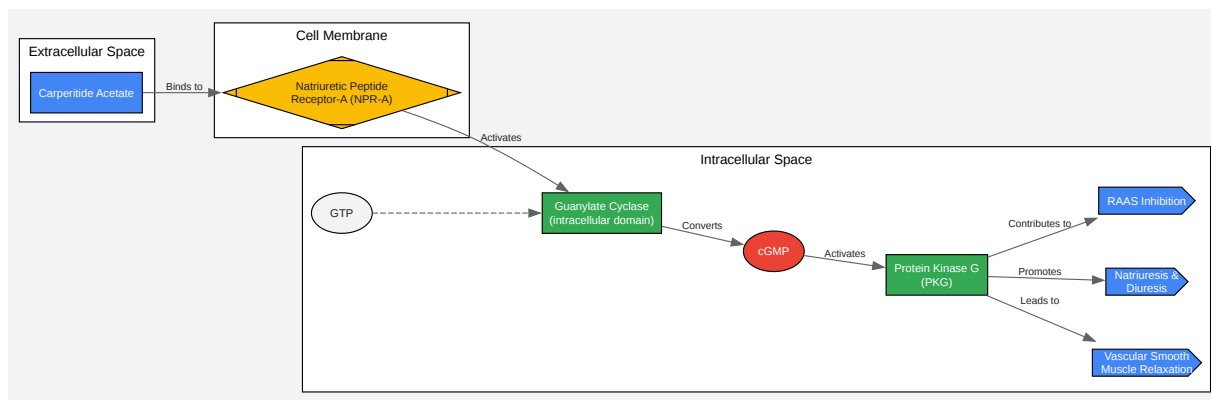 Extracellular Space
Carperitide Acetate
Binds to
Cell Membrane
Natriuretic Peptide
Receptor-A (NPR-A)
Activates
Intracellular Space
GTP
Guanylate Cyclase
(intracellular domain)
Converts
cGMP
Activates
Protein Kinase G
(PKG)
Contributes to
RAAS Inhibition
Promotes
Natriuresis &
Diuresis
Leads to
Vascular Smooth
Muscle Relaxation